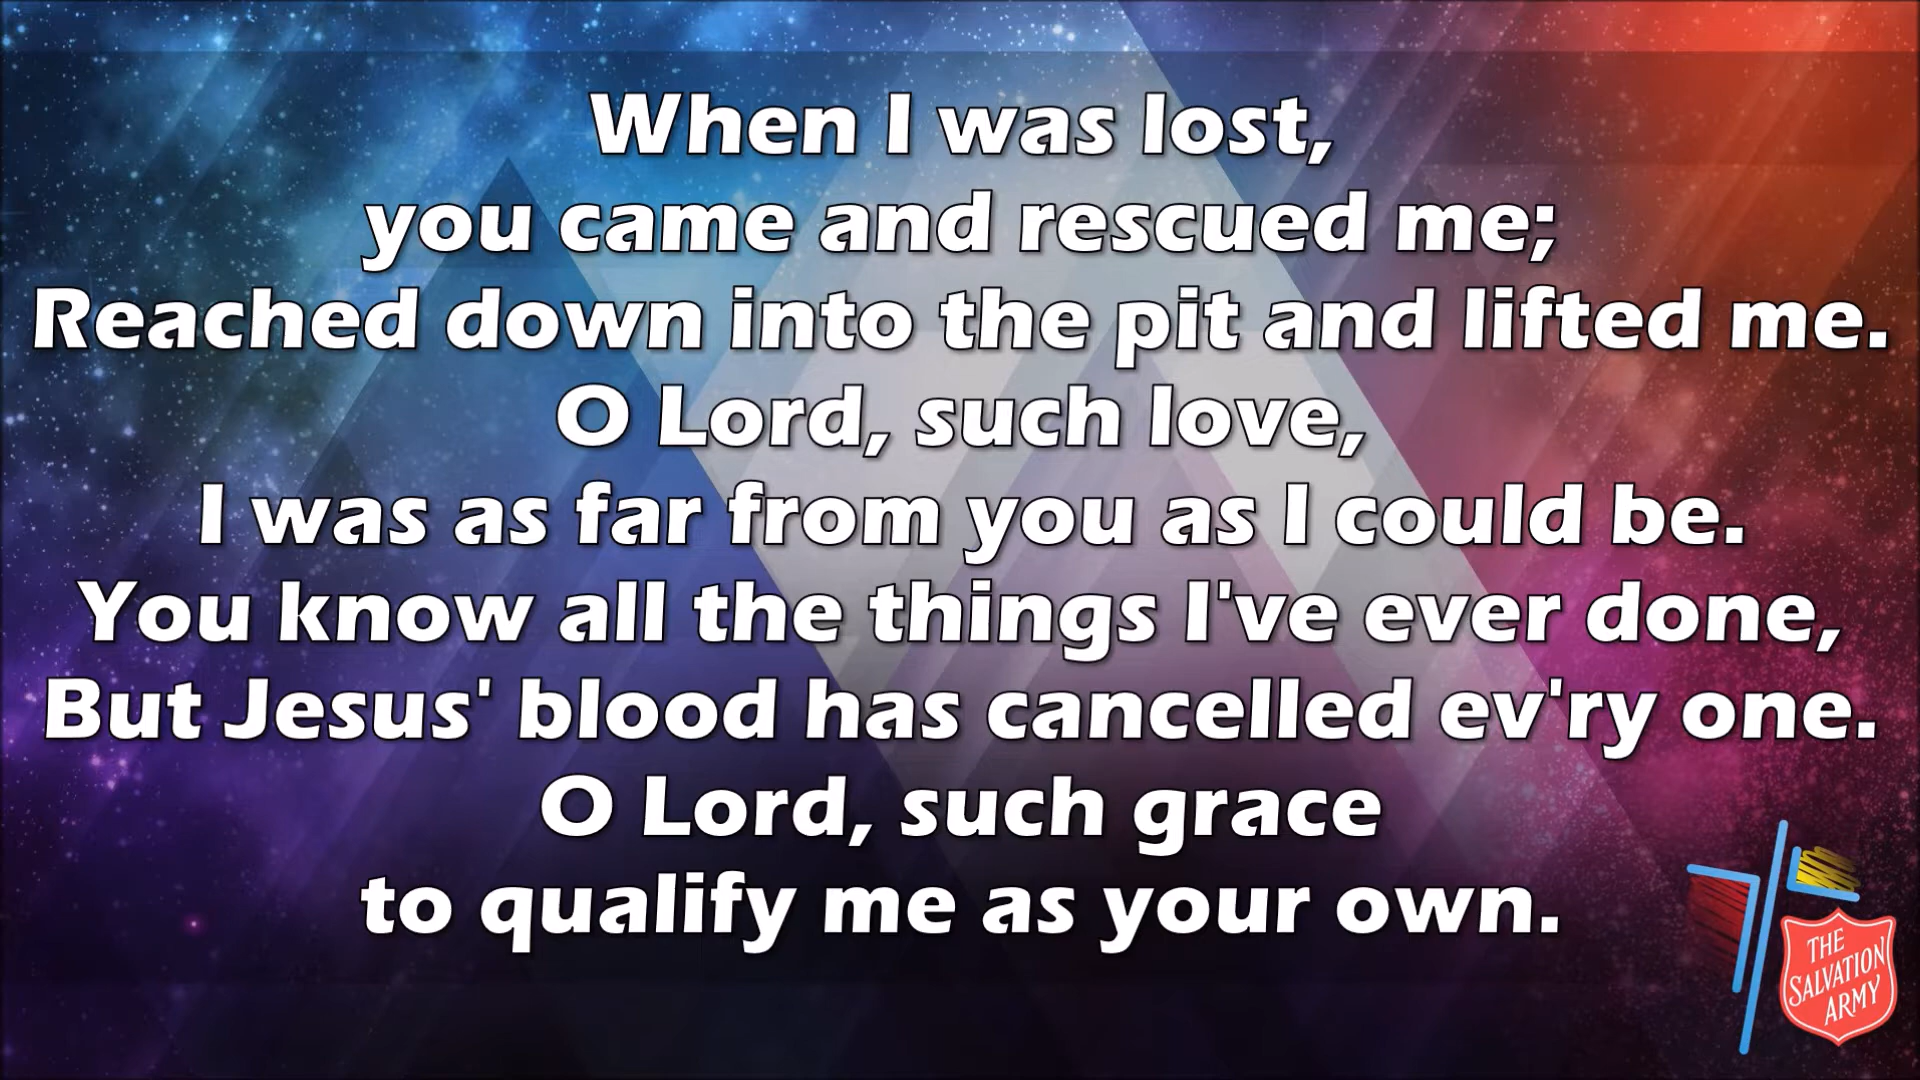 When I was lost,
you came and rescued me;
Reached down into the pit and lifted me.
O Lord, such love,
I was as far from you as I could be.
You know all the things I've ever done,
But Jesus' blood has cancelled ev'ry one.
O Lord, such grace
to qualify me as your own.
THE
SALVATION
ARMY